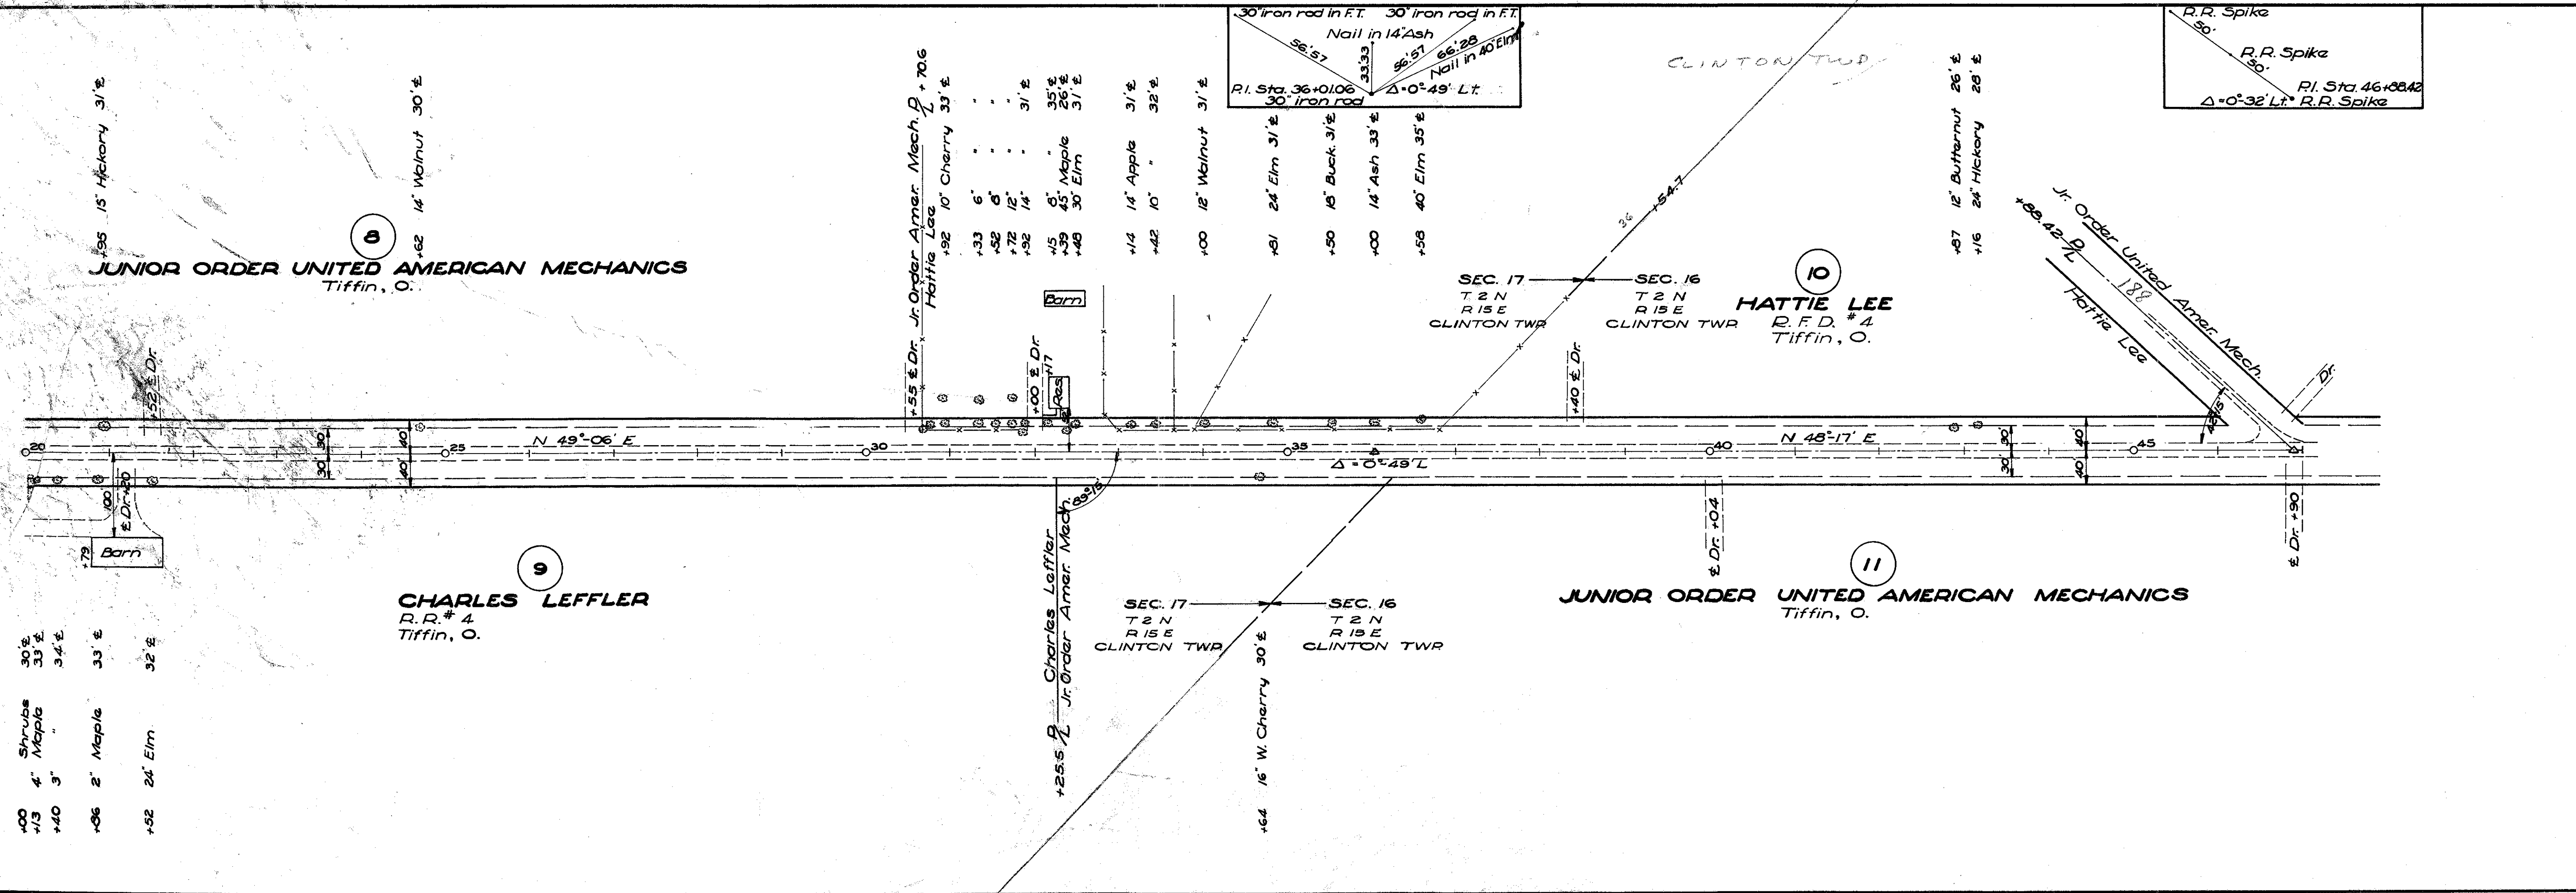 30" iron rod in F.T. 30" iron rod in F.T.
Nail in 14" Ash
56.57
33.33
56.57
66.28
Nail in 40" Elm
P.I. Sta. 36+01.06
30" iron rod
Δ=0°-49' Lt.
CLINTON TWP
R.R. Spike
50'
R.R. Spike
50'
P.I. Sta. 46+88.42
Δ=0°-32' Lt. R.R. Spike
+95 15" Hickory 31' ℄
+62 14" Walnut 30' ℄
8
JUNIOR ORDER UNITED AMERICAN MECHANICS
Tiffin, O.
Jr. Order Amer. Mech. P/L +70.6
Hattie Lee
+92 10" Cherry 33' ℄
+33 6" " "
+52 8" " "
+72 12" " "
+92 14" " 31' ℄
+15 8" " 35' ℄
+39 45" Maple 26' ℄
+48 30" Elm 31' ℄
+14 14" Apple 31' ℄
+42 10" " 32' ℄
+00 12" Walnut 31' ℄
+81 24" Elm 31' ℄
+50 18" Buck. 31' ℄
+00 14" Ash 33' ℄
+58 40" Elm 35' ℄
36 +54.7
+87 12" Butternut 26' ℄
+16 24" Hickory 28' ℄
SEC. 17 SEC. 16
T 2 N T 2 N
R 15 E R 15 E
CLINTON TWP. CLINTON TWP.
10
HATTIE LEE
R. F. D. #4
Tiffin, O.
+88.42 P/L
Jr. Order United Amer. Mech.
188
Hattie Lee
Barn
+52 ℄ Dr.
+55 ℄ Dr.
+00 ℄ Dr.
+17
Res.
+40 ℄ Dr.
Dr.
20
N 49°-06' E
30'
30'
40'
40'
25
30
35
Δ = 0°-49' L
40
N 48°-17' E
30'
30'
40'
40'
45
100'
℄ Dr. +20
+79
Barn
89°-15'
℄ Dr. +04
℄ Dr. +90
9
CHARLES LEFFLER
R.R. #4
Tiffin, O.
11
JUNIOR ORDER UNITED AMERICAN MECHANICS
Tiffin, O.
SEC. 17 SEC. 16
T 2 N T 2 N
R 15 E R 15 E
CLINTON TWP. CLINTON TWP.
+25.5 P/L Charles Leffler
Jr. Order Amer. Mech.
+00 Shrubs 30' ℄
+13 4" Maple 33' ℄
+40 3" " 34' ℄
+86 2" Maple 33' ℄
+52 24" Elm 32' ℄
+64 16" W. Cherry 30' ℄